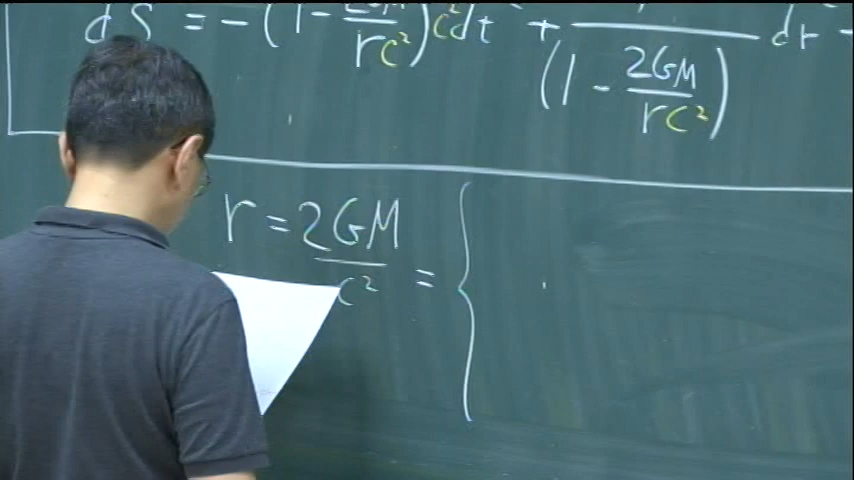 dS = -(1 - 2GM/rc²)c²dt + 1/(1 - 2GM/rc²) dr -
r = 2GM/c² = {